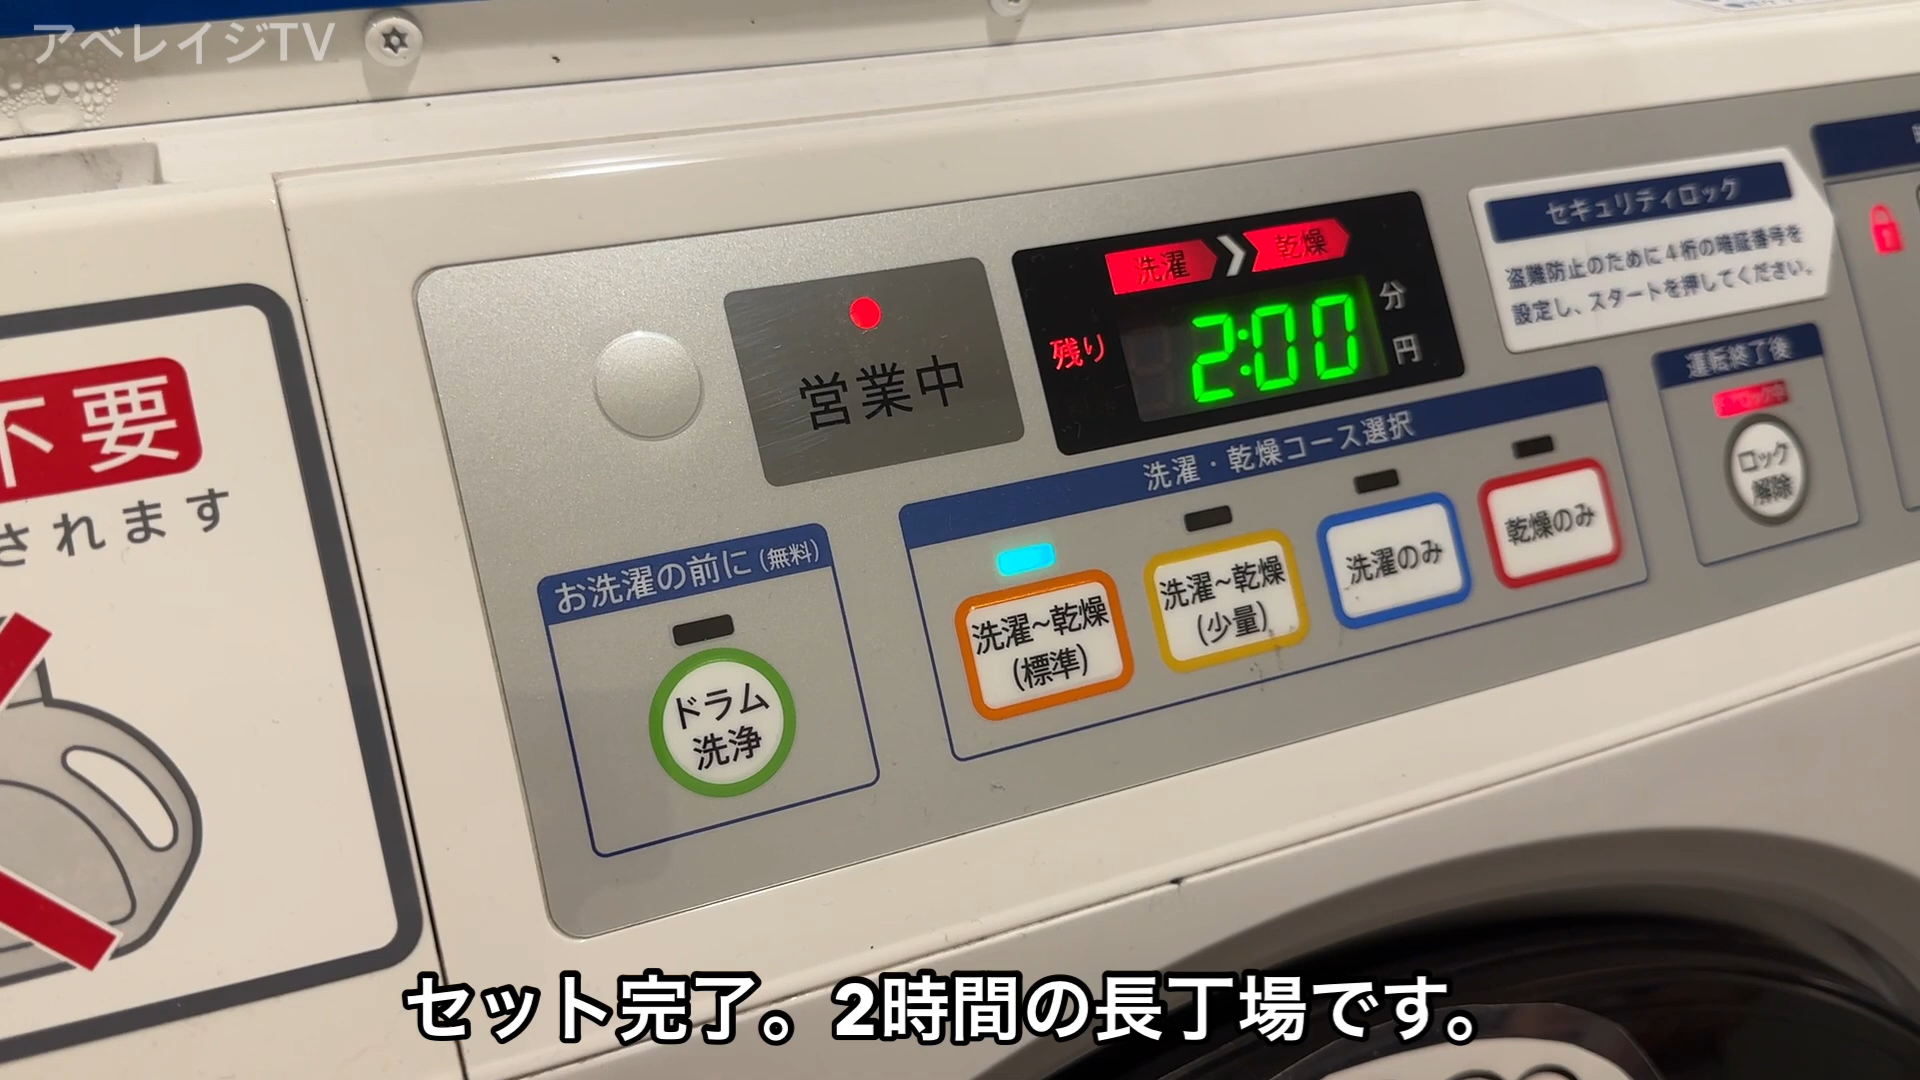 アベレイジTV
不要
されます
営業中
洗濯
乾燥
残り
2:00
分
円
セキュリティロック
盗難防止のために4桁の暗証番号を
設定し、スタートを押してください。
運転終了後
ロック
解除
洗濯・乾燥コース選択
洗濯~乾燥
(標準)
洗濯~乾燥
(少量)
洗濯のみ
乾燥のみ
お洗濯の前に(無料)
ドラム
洗浄
セット完了。2時間の長丁場です。